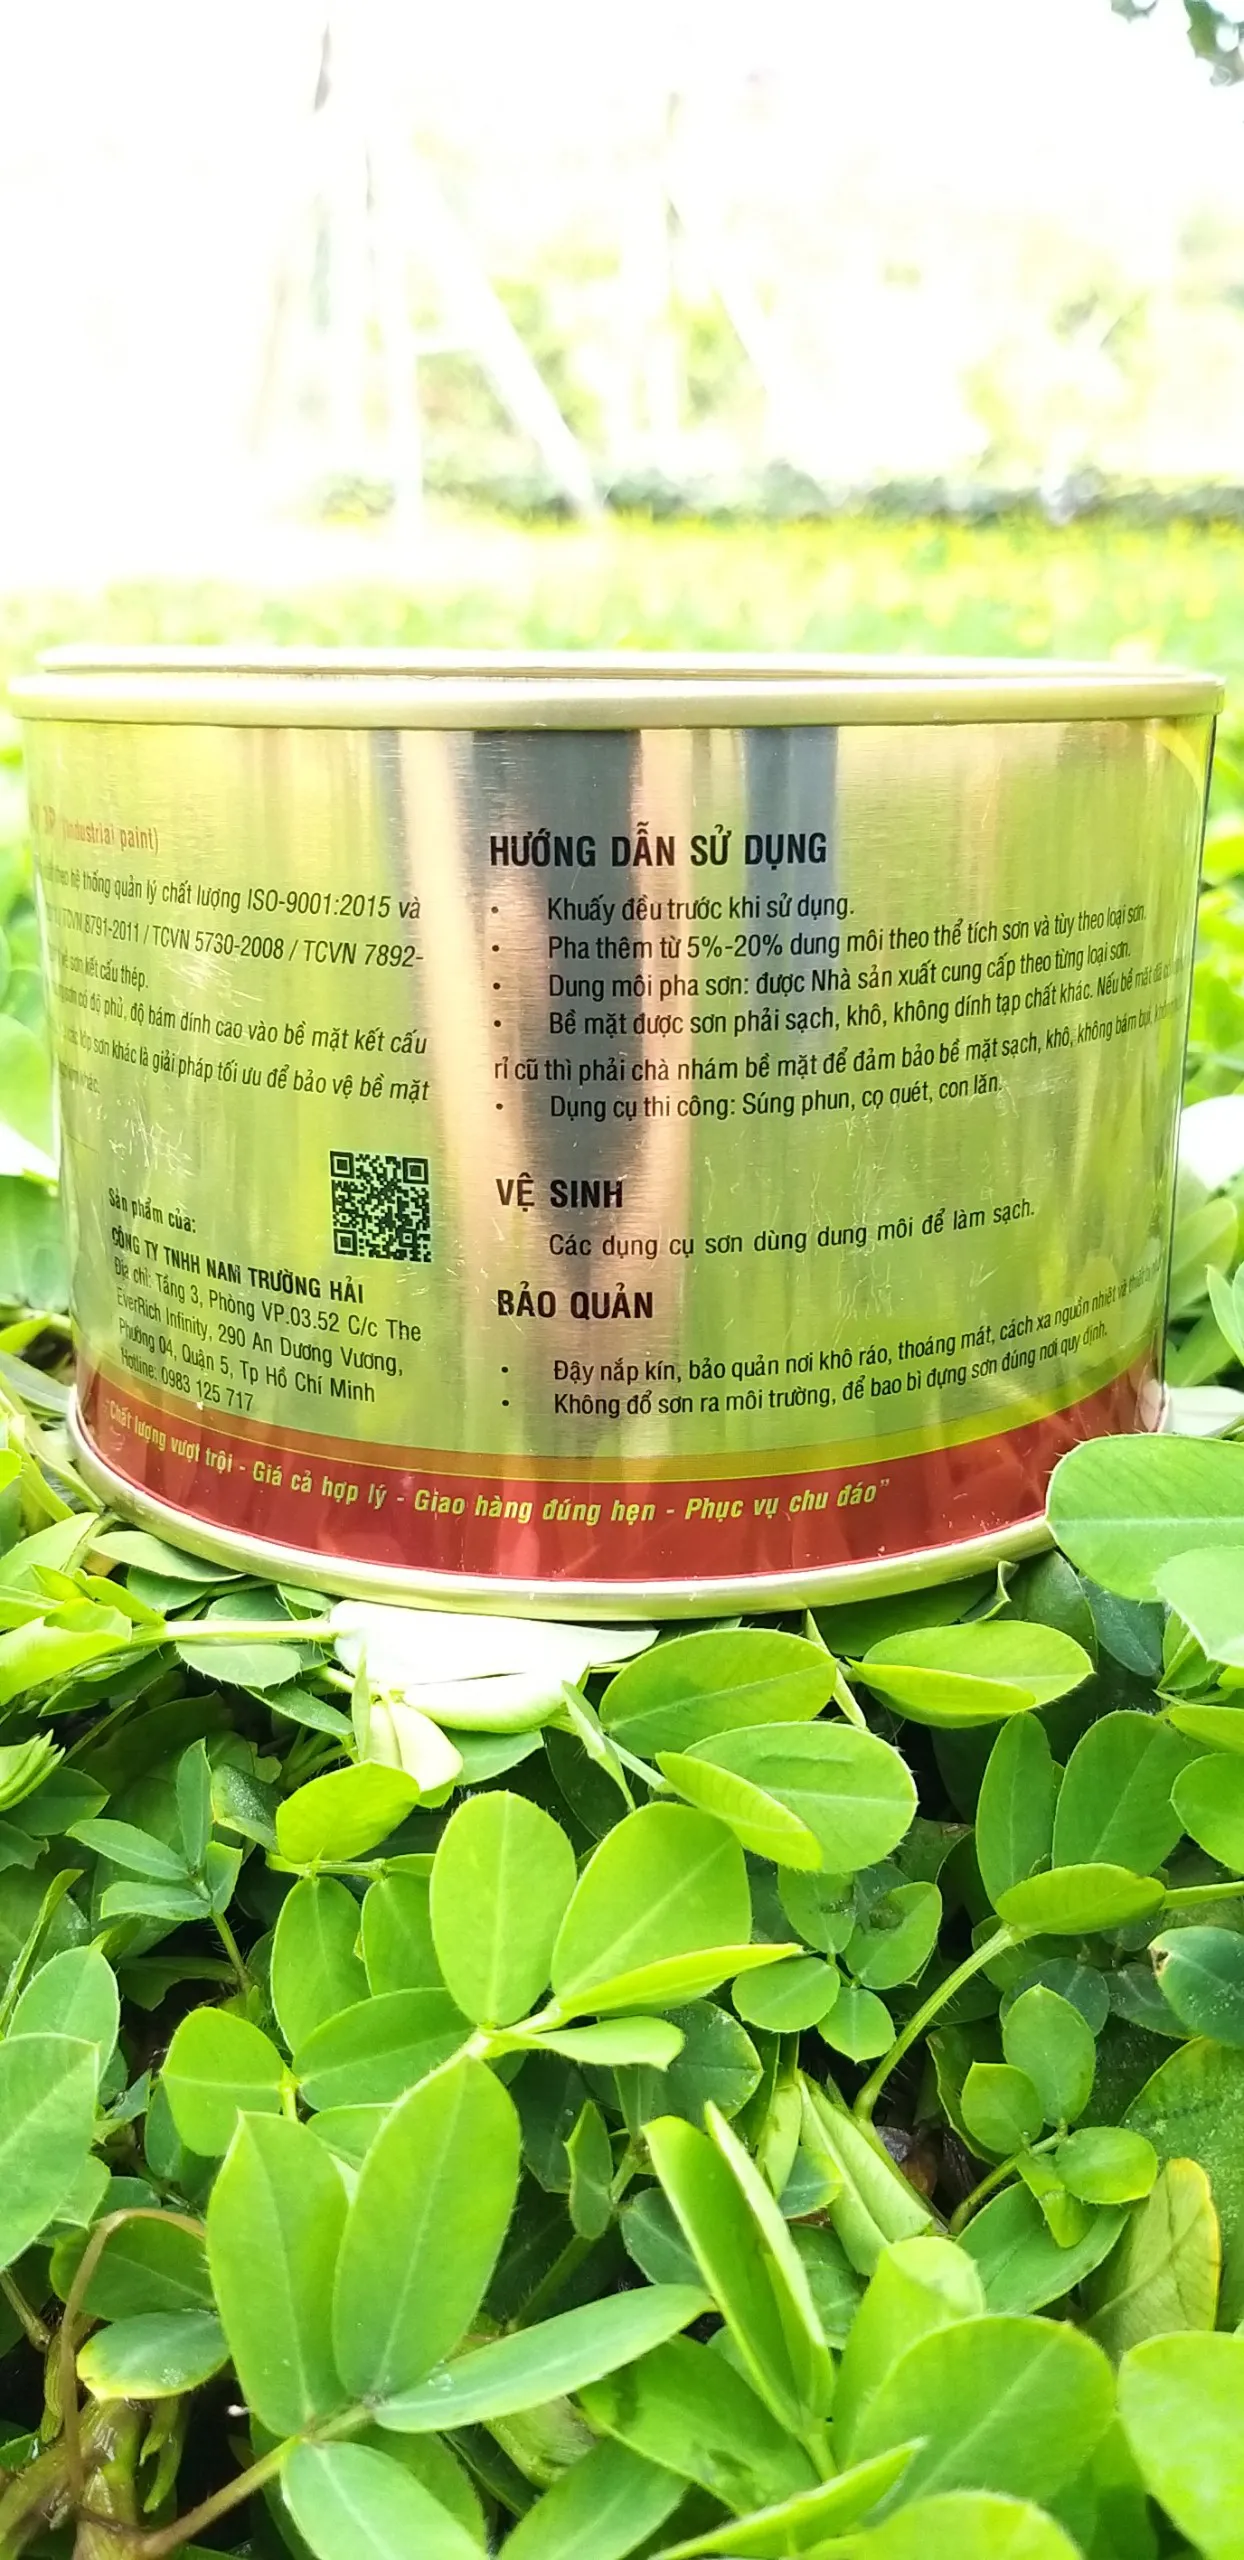 (Industrial paint)
hệ thống quản lý chất lượng ISO-9001:2015 và
TCVN 8791-2011 / TCVN 5730-2008 / TCVN 7892-
sơn kết cấu thép.
có độ phủ, độ bám dính cao vào bề mặt kết cấu
lớp sơn khác là giải pháp tối ưu để bảo vệ bề mặt
Sản phẩm của:
CÔNG TY TNHH NAM TRƯỜNG HẢI
Địa chỉ: Tầng 3, Phòng VP.03.52 C/c The
EverRich Infinity, 290 An Dương Vương,
Phường 04, Quận 5, Tp Hồ Chí Minh
Hotline: 0983 125 717
HƯỚNG DẪN SỬ DỤNG
• Khuấy đều trước khi sử dụng.
• Pha thêm từ 5%-20% dung môi theo thể tích sơn và tùy theo loại sơn.
• Dung môi pha sơn: được Nhà sản xuất cung cấp theo từng loại sơn.
• Bề mặt được sơn phải sạch, khô, không dính tạp chất khác. Nếu bề mặt đã
rỉ cũ thì phải chà nhám bề mặt để đảm bảo bề mặt sạch, khô, không bám bụi,
• Dụng cụ thi công: Súng phun, cọ quét, con lăn.
VỆ SINH
Các dụng cụ sơn dùng dung môi để làm sạch.
BẢO QUẢN
• Đậy nắp kín, bảo quản nơi khô ráo, thoáng mát, cách xa nguồn nhiệt và
• Không đổ sơn ra môi trường, để bao bì đựng sơn đúng nơi quy định.
"Chất lượng vượt trội - Giá cả hợp lý - Giao hàng đúng hẹn - Phục vụ chu đáo"